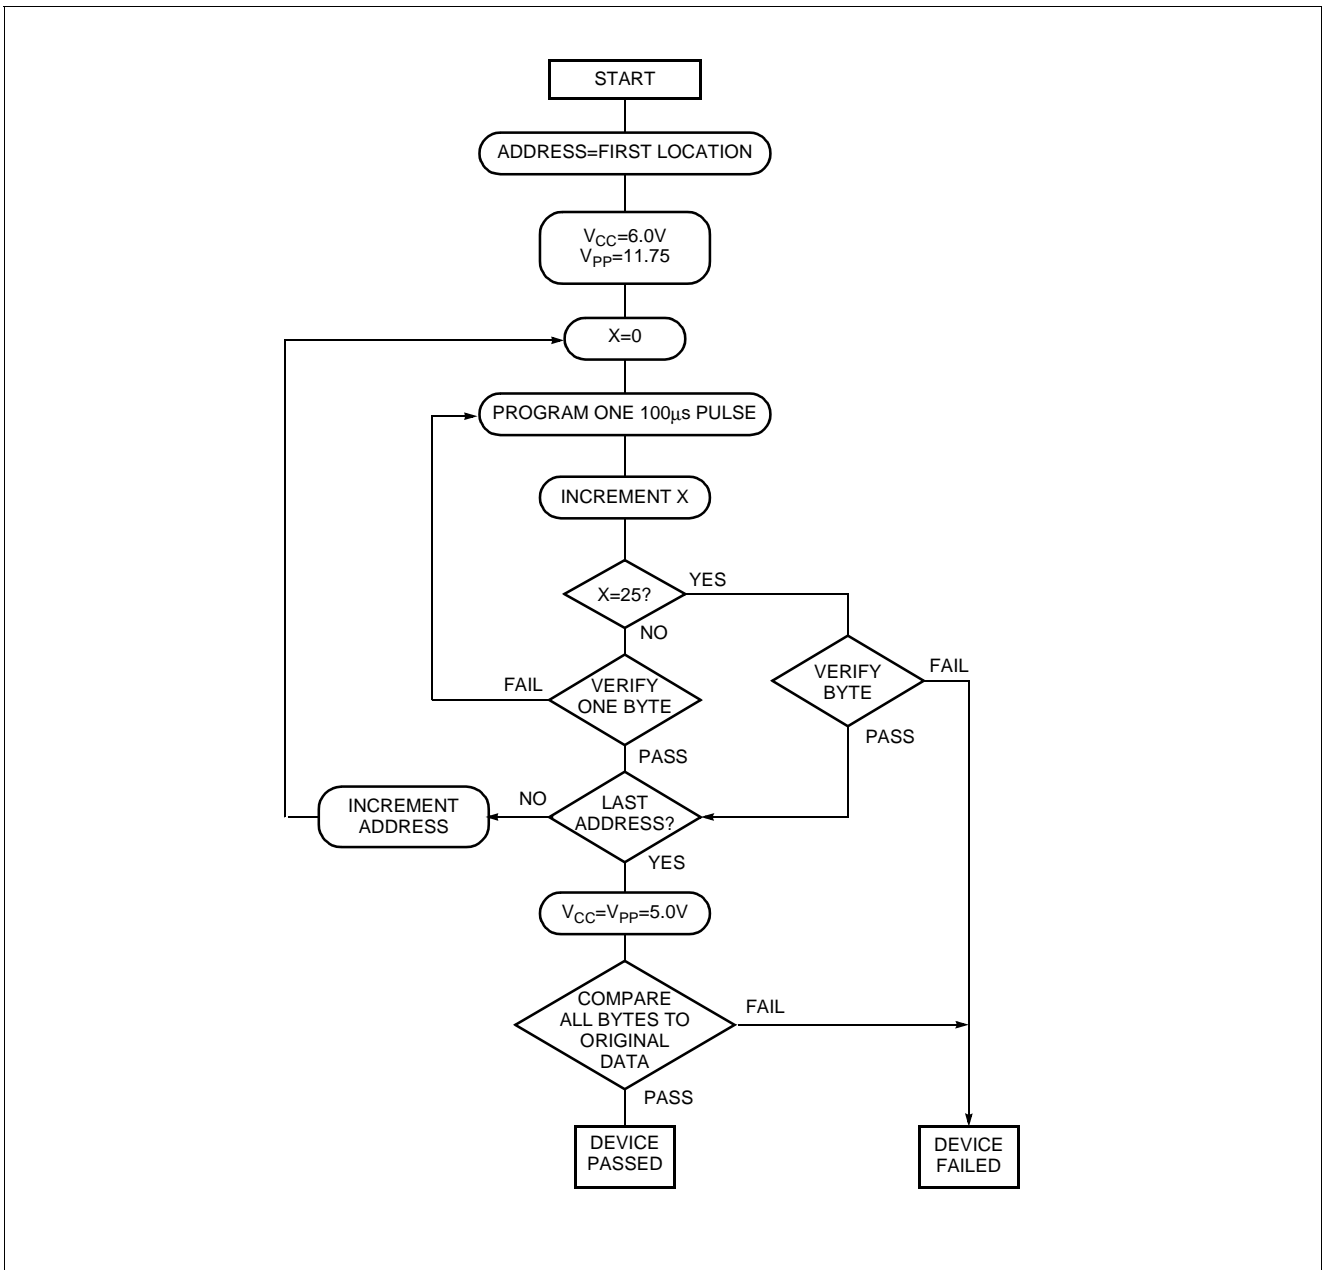 START
ADDRESS=FIRST LOCATION
VCC=6.0V
VPP=11.75
X=0
PROGRAM ONE 100μs PULSE
INCREMENT X
X=25?
YES
NO
VERIFY
BYTE
FAIL
PASS
FAIL
VERIFY
ONE BYTE
PASS
INCREMENT
ADDRESS
NO
LAST
ADDRESS?
YES
VCC=VPP=5.0V
COMPARE
ALL BYTES TO
ORIGINAL
DATA
FAIL
PASS
DEVICE
PASSED
DEVICE
FAILED